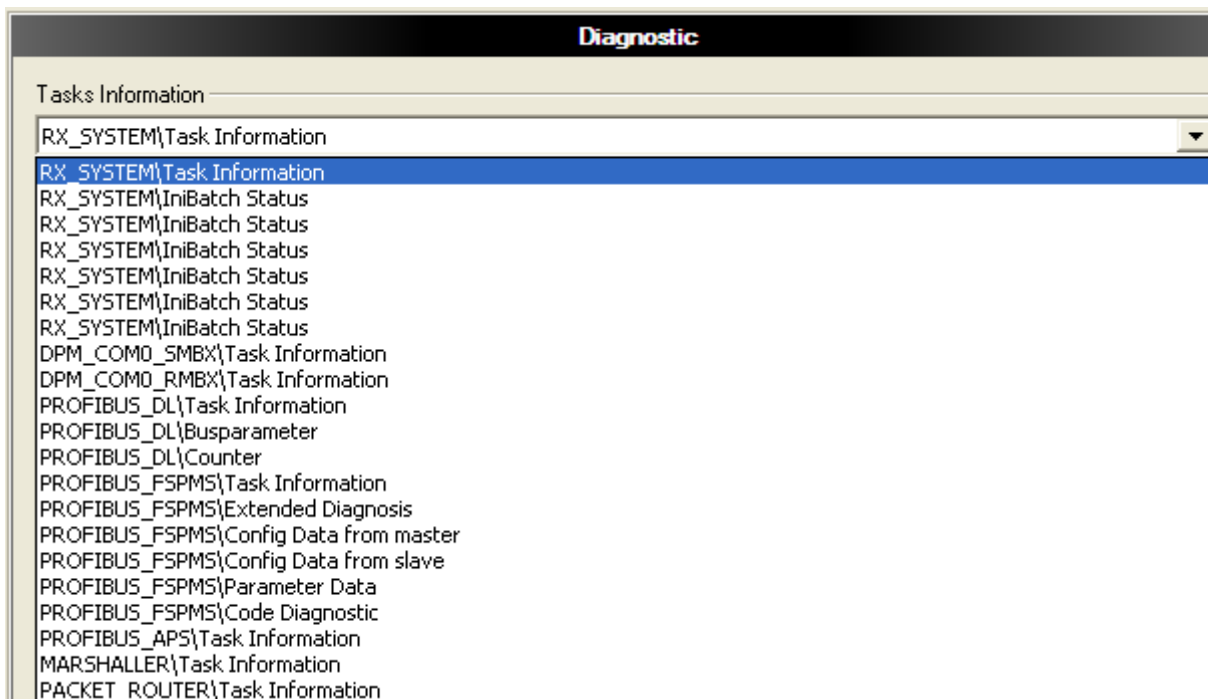 Diagnostic
Tasks Information
RX_SYSTEM\Task Information
RX_SYSTEM\Task Information
RX_SYSTEM\IniBatch Status
RX_SYSTEM\IniBatch Status
RX_SYSTEM\IniBatch Status
RX_SYSTEM\IniBatch Status
RX_SYSTEM\IniBatch Status
RX_SYSTEM\IniBatch Status
DPM_COM0_SMBX\Task Information
DPM_COM0_RMBX\Task Information
PROFIBUS_DL\Task Information
PROFIBUS_DL\Busparameter
PROFIBUS_DL\Counter
PROFIBUS_FSPMS\Task Information
PROFIBUS_FSPMS\Extended Diagnosis
PROFIBUS_FSPMS\Config Data from master
PROFIBUS_FSPMS\Config Data from slave
PROFIBUS_FSPMS\Parameter Data
PROFIBUS_FSPMS\Code Diagnostic
PROFIBUS_APS\Task Information
MARSHALLER\Task Information
PACKET_ROUTER\Task Information